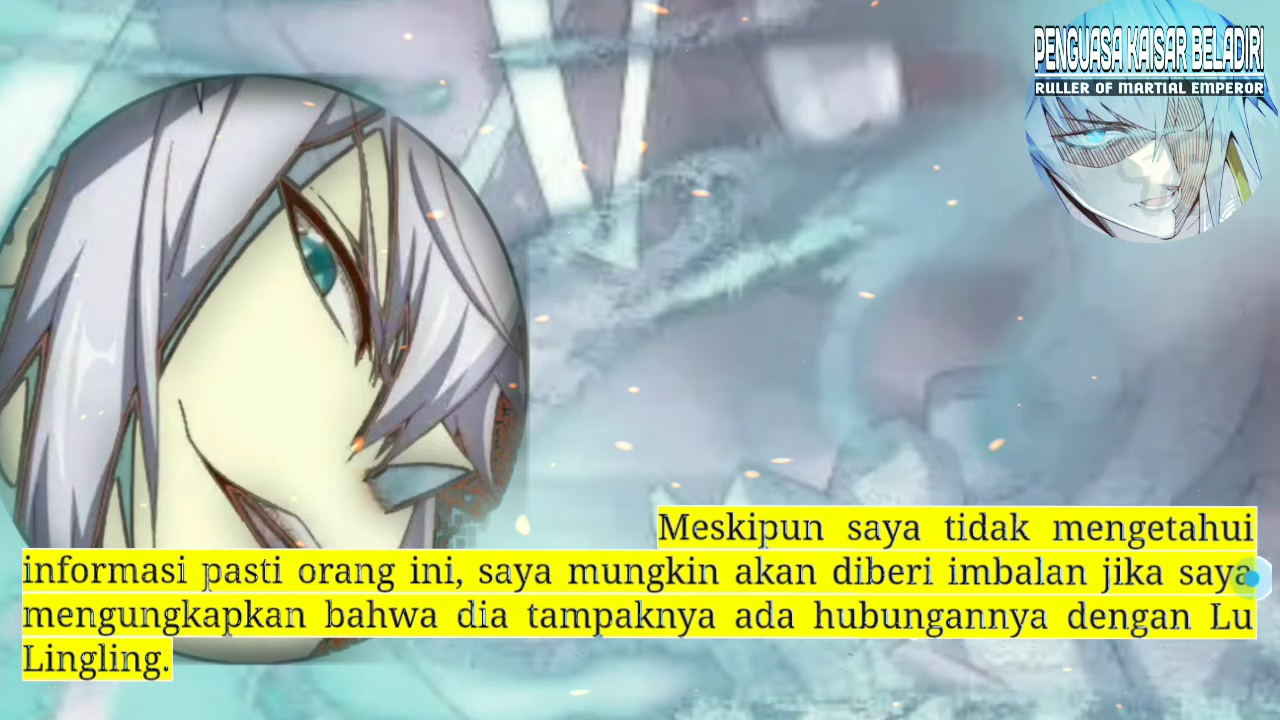 PENGUASA KAISAR BELADIRI
RULLER OF MARTIAL EMPEROR
Meskipun saya tidak mengetahui
informasi pasti orang ini, saya mungkin akan diberi imbalan jika saya
mengungkapkan bahwa dia tampaknya ada hubungannya dengan Lu
Lingling.